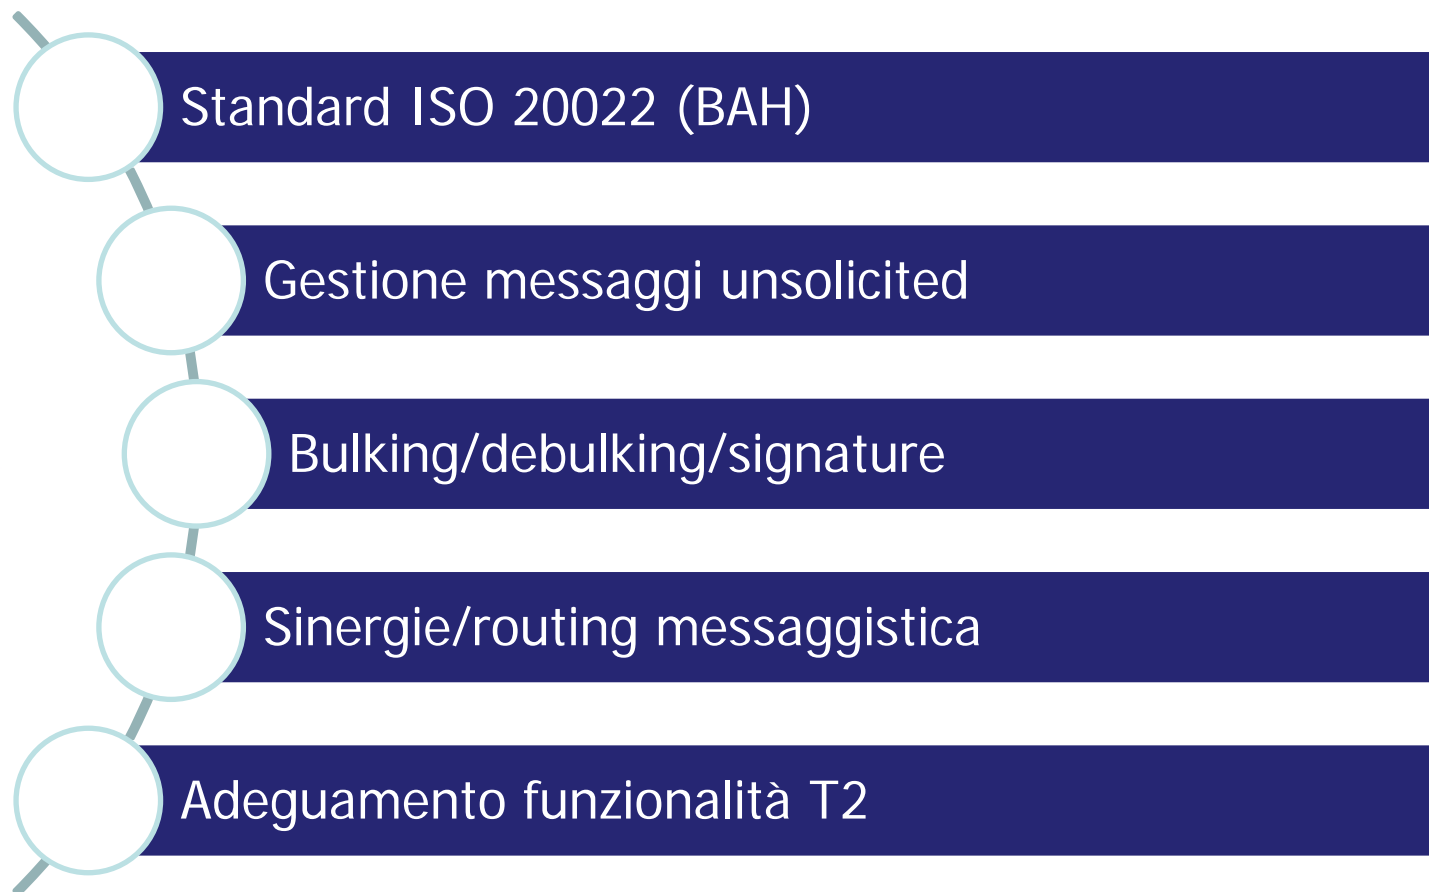 Standard ISO 20022 (BAH)
Gestione messaggi unsolicited
Bulking/debulking/signature
Sinergie/routing messaggistica
Adeguamento funzionalità T2